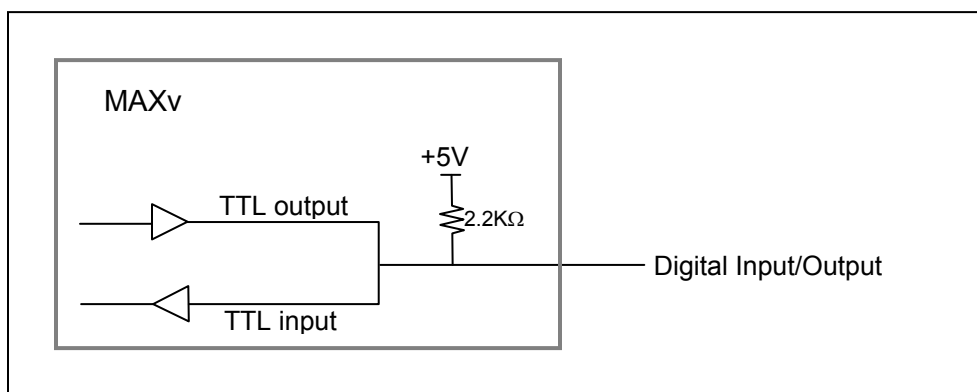 MAXv
+5V
TTL output
2.2KΩ
Digital Input/Output
TTL input